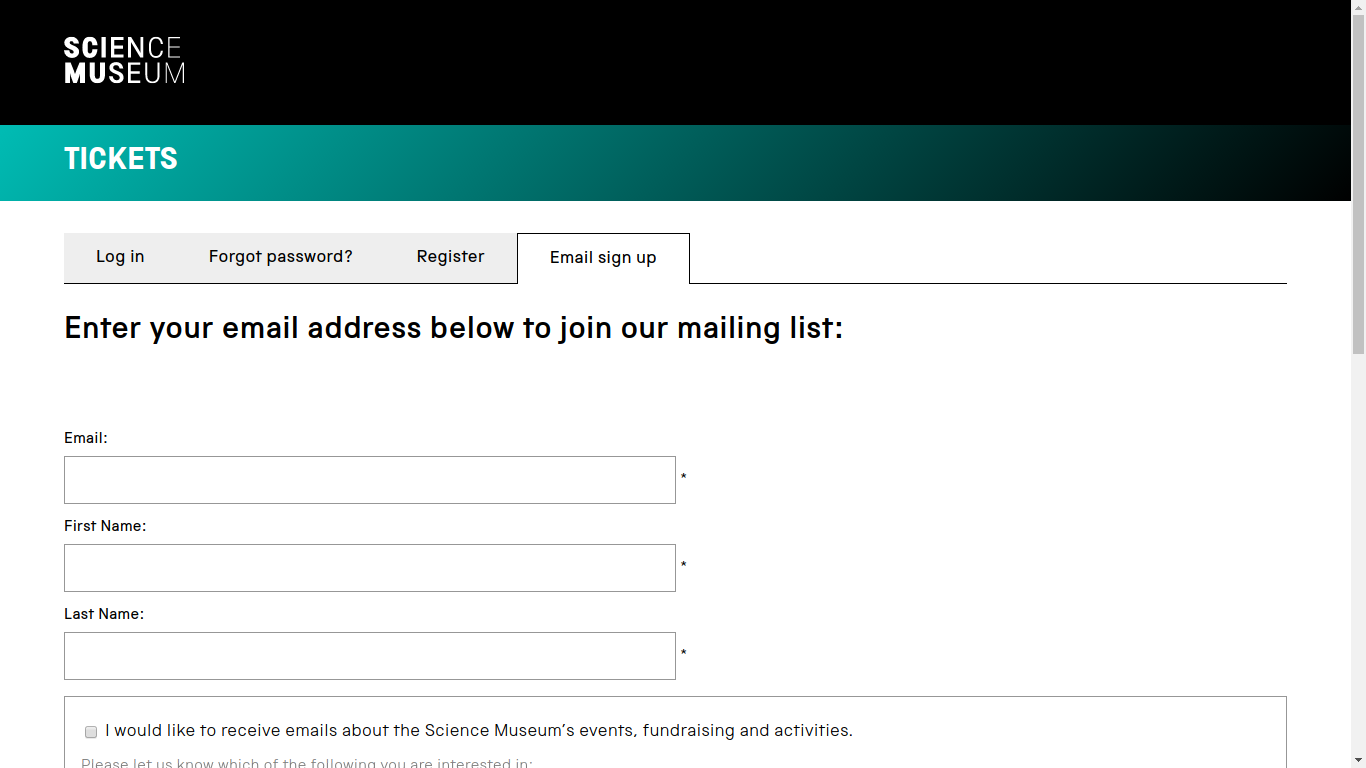 SCIENCE
MUSEUM
TICKETS
Log in Forgot password? Register Email sign up
Enter your email address below to join our mailing list:
Email:
*
First Name:
*
Last Name:
*
I would like to receive emails about the Science Museum's events, fundraising and activities.
Please let us know which of the following you are interested in: